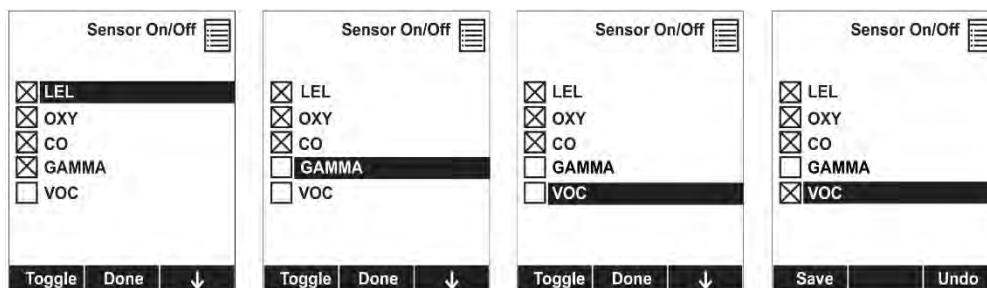 Sensor On/Off
LEL
OXY
CO
GAMMA
VOC
Toggle Done ↓
Sensor On/Off
LEL
OXY
CO
GAMMA
VOC
Toggle Done ↓
Sensor On/Off
LEL
OXY
CO
GAMMA
VOC
Toggle Done ↓
Sensor On/Off
LEL
OXY
CO
GAMMA
VOC
Save Undo